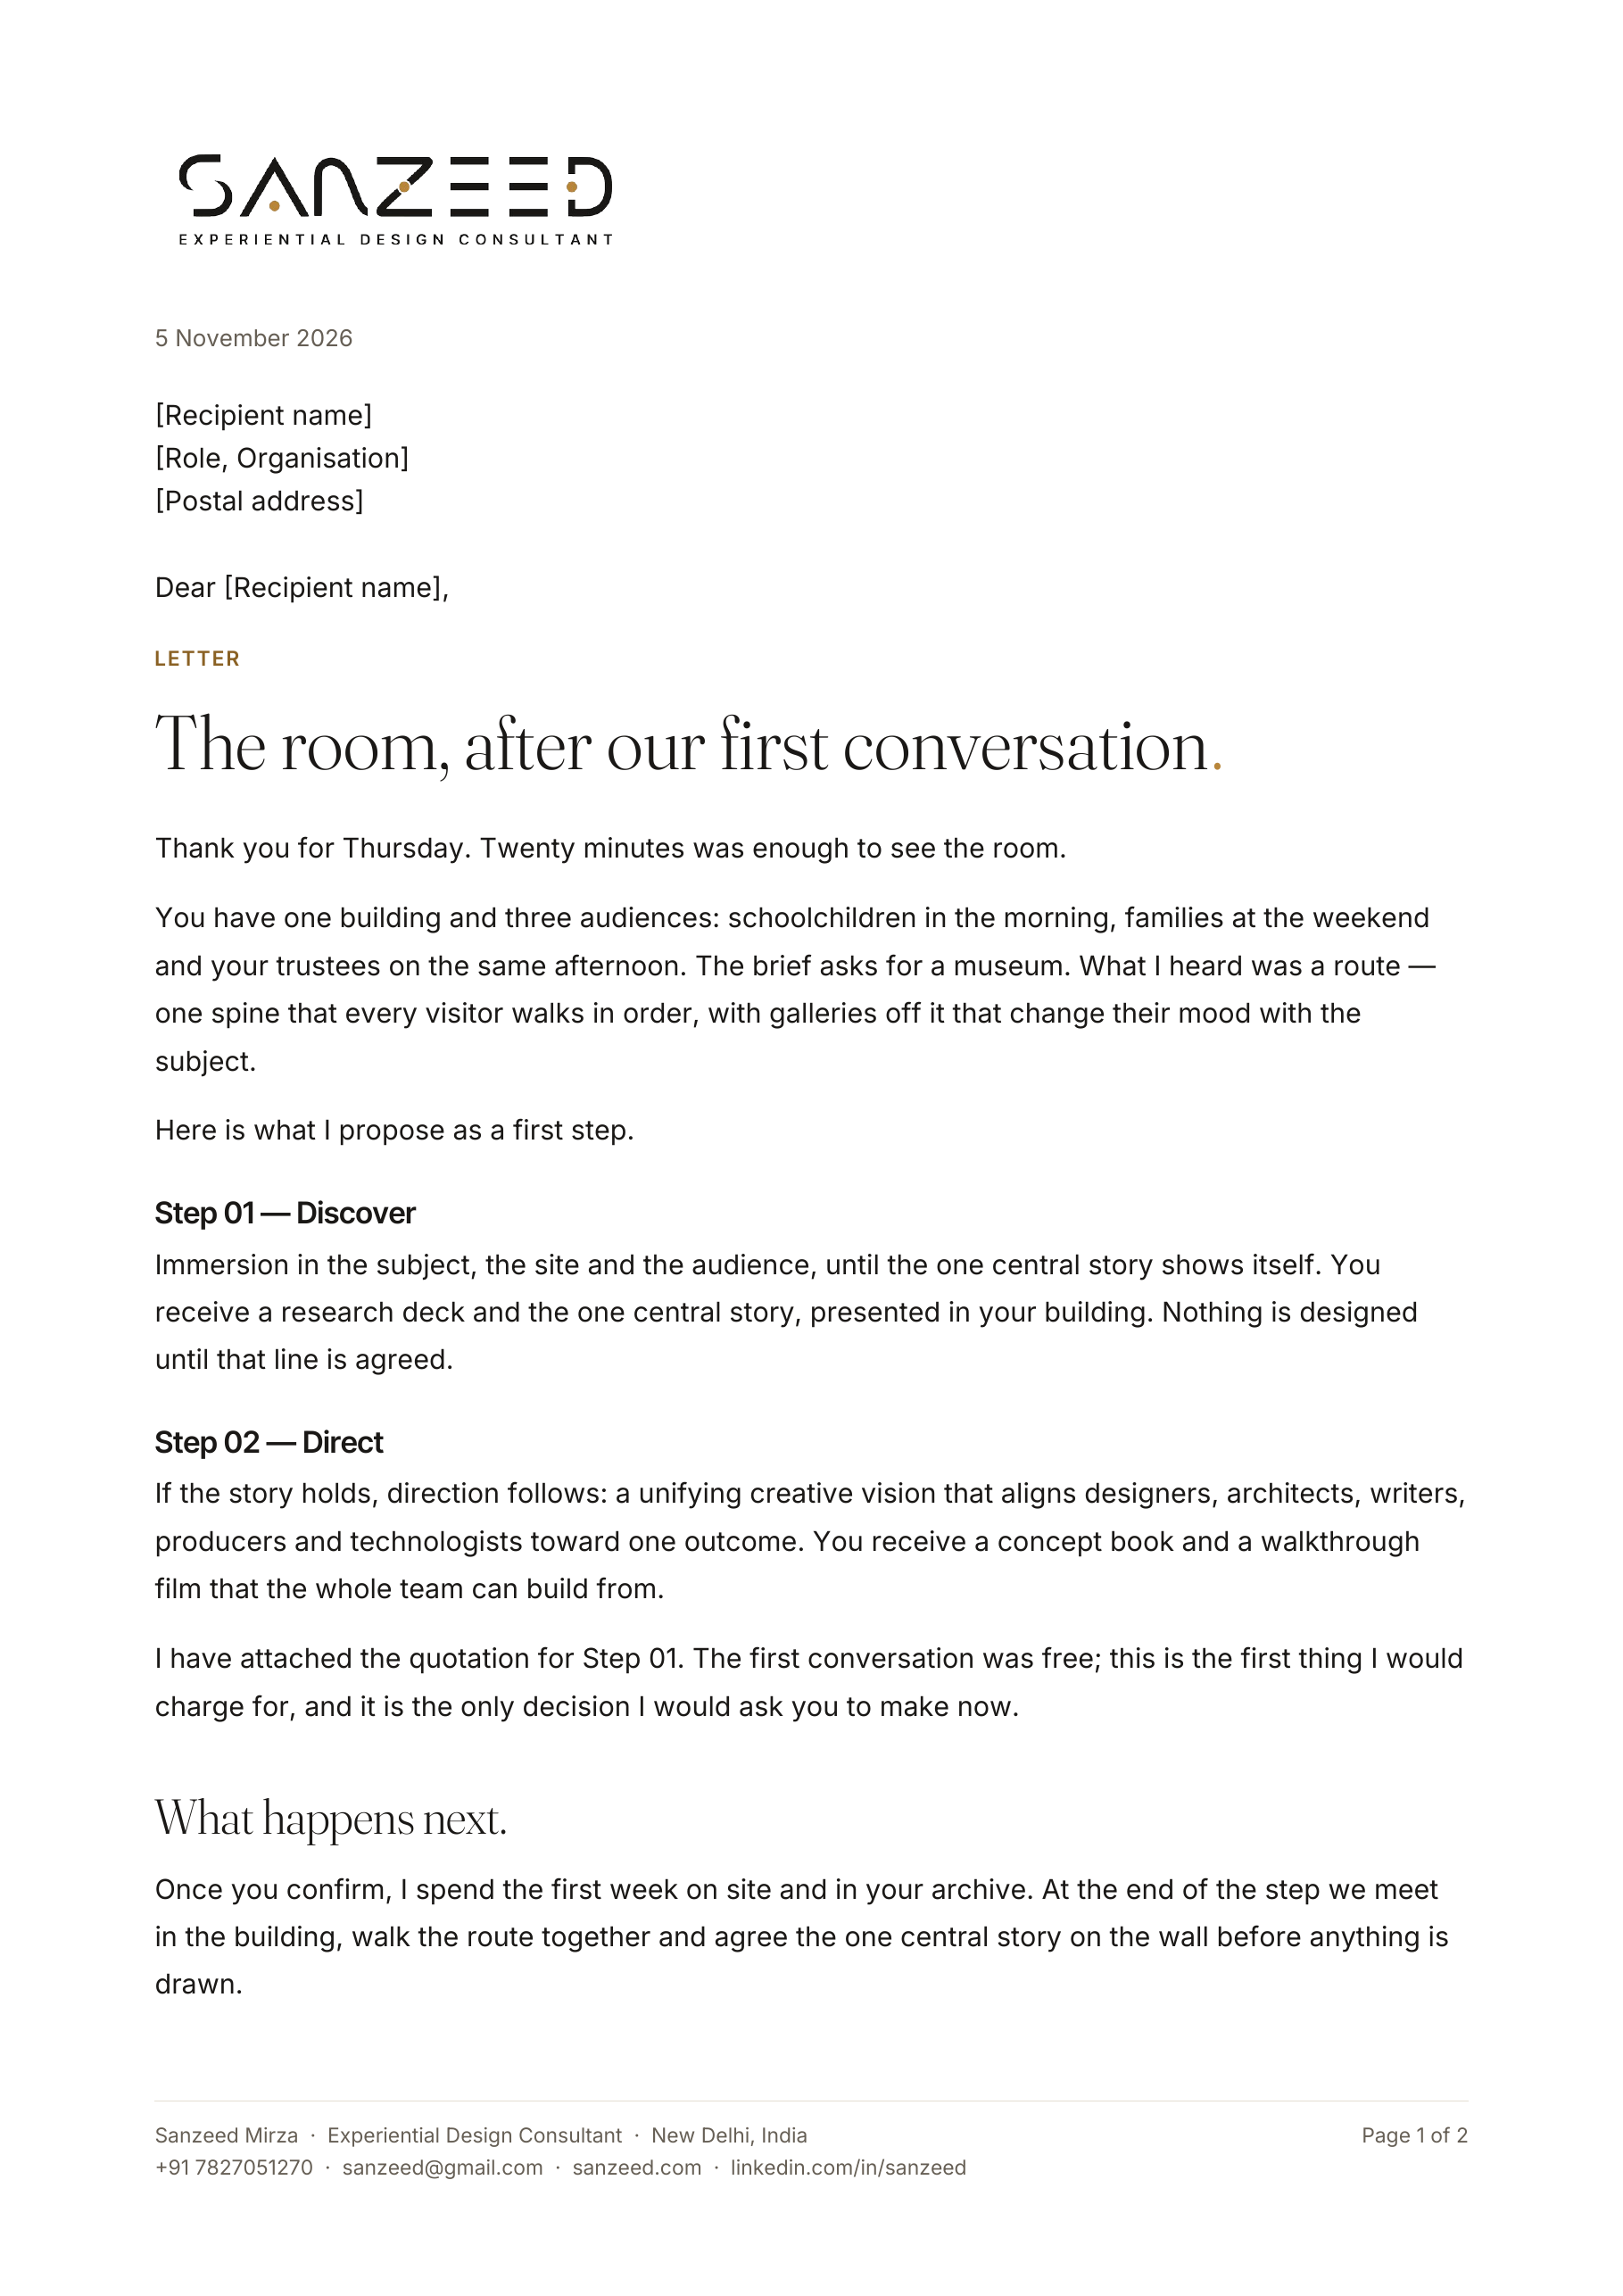 SANZEED
EXPERIENTIAL DESIGN CONSULTANT
5 November 2026
[Recipient name]
[Role, Organisation]
[Postal address]
Dear [Recipient name],
LETTER
The room, after our first conversation.
Thank you for Thursday. Twenty minutes was enough to see the room.
You have one building and three audiences: schoolchildren in the morning, families at the weekend
and your trustees on the same afternoon. The brief asks for a museum. What I heard was a route —
one spine that every visitor walks in order, with galleries off it that change their mood with the
subject.
Here is what I propose as a first step.
Step 01 — Discover
Immersion in the subject, the site and the audience, until the one central story shows itself. You
receive a research deck and the one central story, presented in your building. Nothing is designed
until that line is agreed.
Step 02 — Direct
If the story holds, direction follows: a unifying creative vision that aligns designers, architects, writers,
producers and technologists toward one outcome. You receive a concept book and a walkthrough
film that the whole team can build from.
I have attached the quotation for Step 01. The first conversation was free; this is the first thing I would
charge for, and it is the only decision I would ask you to make now.
What happens next.
Once you confirm, I spend the first week on site and in your archive. At the end of the step we meet
in the building, walk the route together and agree the one central story on the wall before anything is
drawn.
Sanzeed Mirza · Experiential Design Consultant · New Delhi, India
Page 1 of 2
+91 7827051270 · sanzeed@gmail.com · sanzeed.com · linkedin.com/in/sanzeed